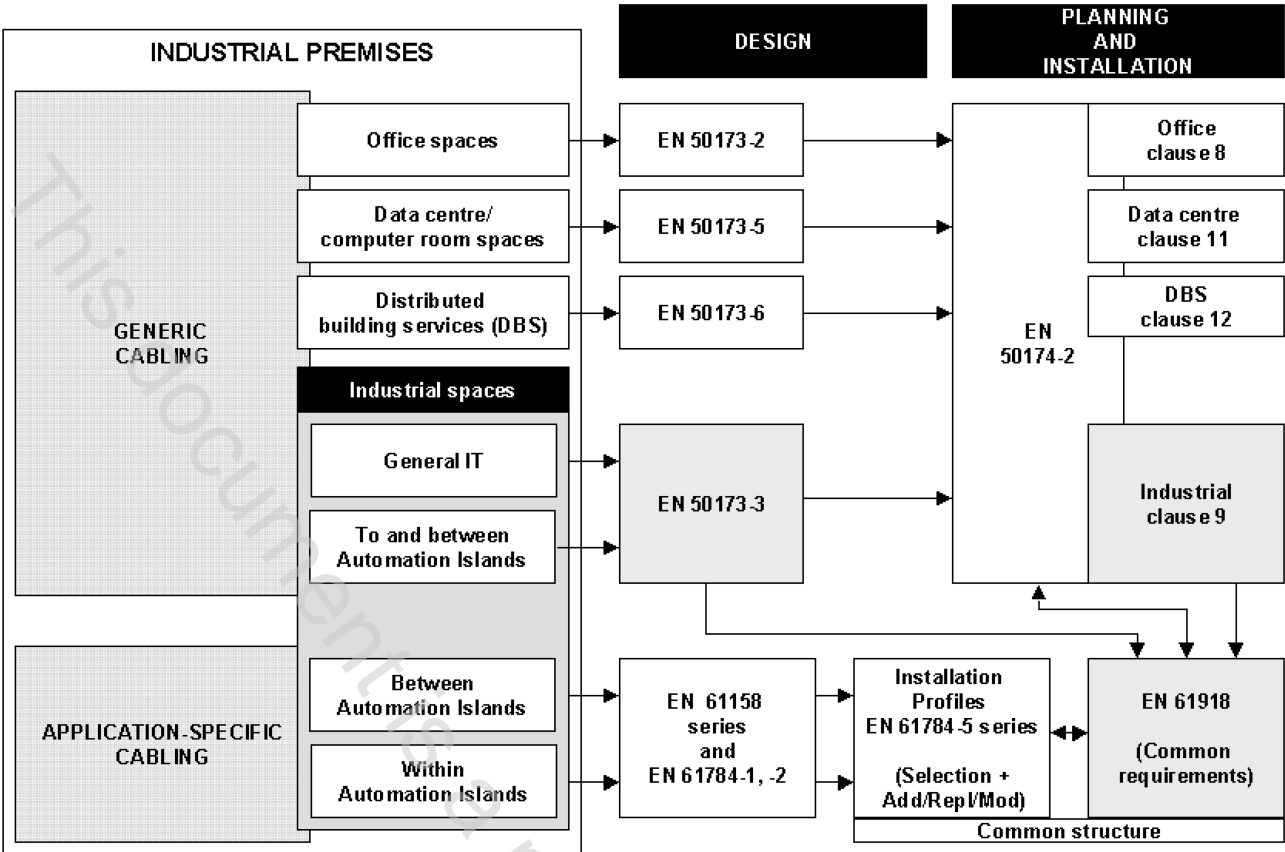 INDUSTRIAL PREMISES
DESIGN
PLANNING
AND
INSTALLATION
GENERIC
CABLING
Office spaces
EN 50173-2
Office
clause 8
Data centre/
computer room spaces
EN 50173-5
Data centre
clause 11
Distributed
building services (DBS)
EN 50173-6
DBS
clause 12
EN
50174-2
Industrial spaces
General IT
To and between
Automation Islands
EN 50173-3
Industrial
clause 9
APPLICATION-SPECIFIC
CABLING
Between
Automation Islands
Within
Automation Islands
EN 61158
series
and
EN 61784-1, -2
Installation
Profiles
EN 61784-5 series
(Selection +
Add/Repl/Mod)
EN 61918
(Common
requirements)
Common structure
This document is a